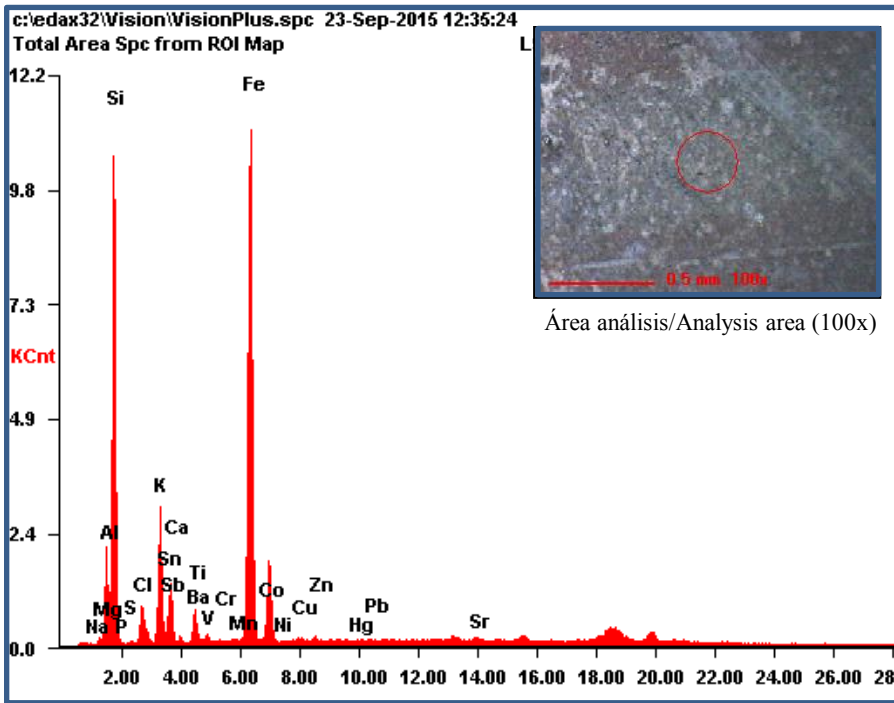 c:\edax32\Vision\VisionPlus.spc 23-Sep-2015 12:35:24
Total Area Spc from ROI Map
12.2
9.8
7.3
KCnt
4.9
2.4
0.0
Si
Fe
K
Al
Ca
Sn
Cl
Sb
Ti
Ba
V
Cr
Mn
Co
Ni
Cu
Zn
Hg
Pb
Sr
Mg
S
Na
P
2.00 4.00 6.00 8.00 10.00 12.00 14.00 16.00 18.00 20.00 22.00 24.00 26.00
0.5 mm 100x
Área análisis/Analysis area (100x)